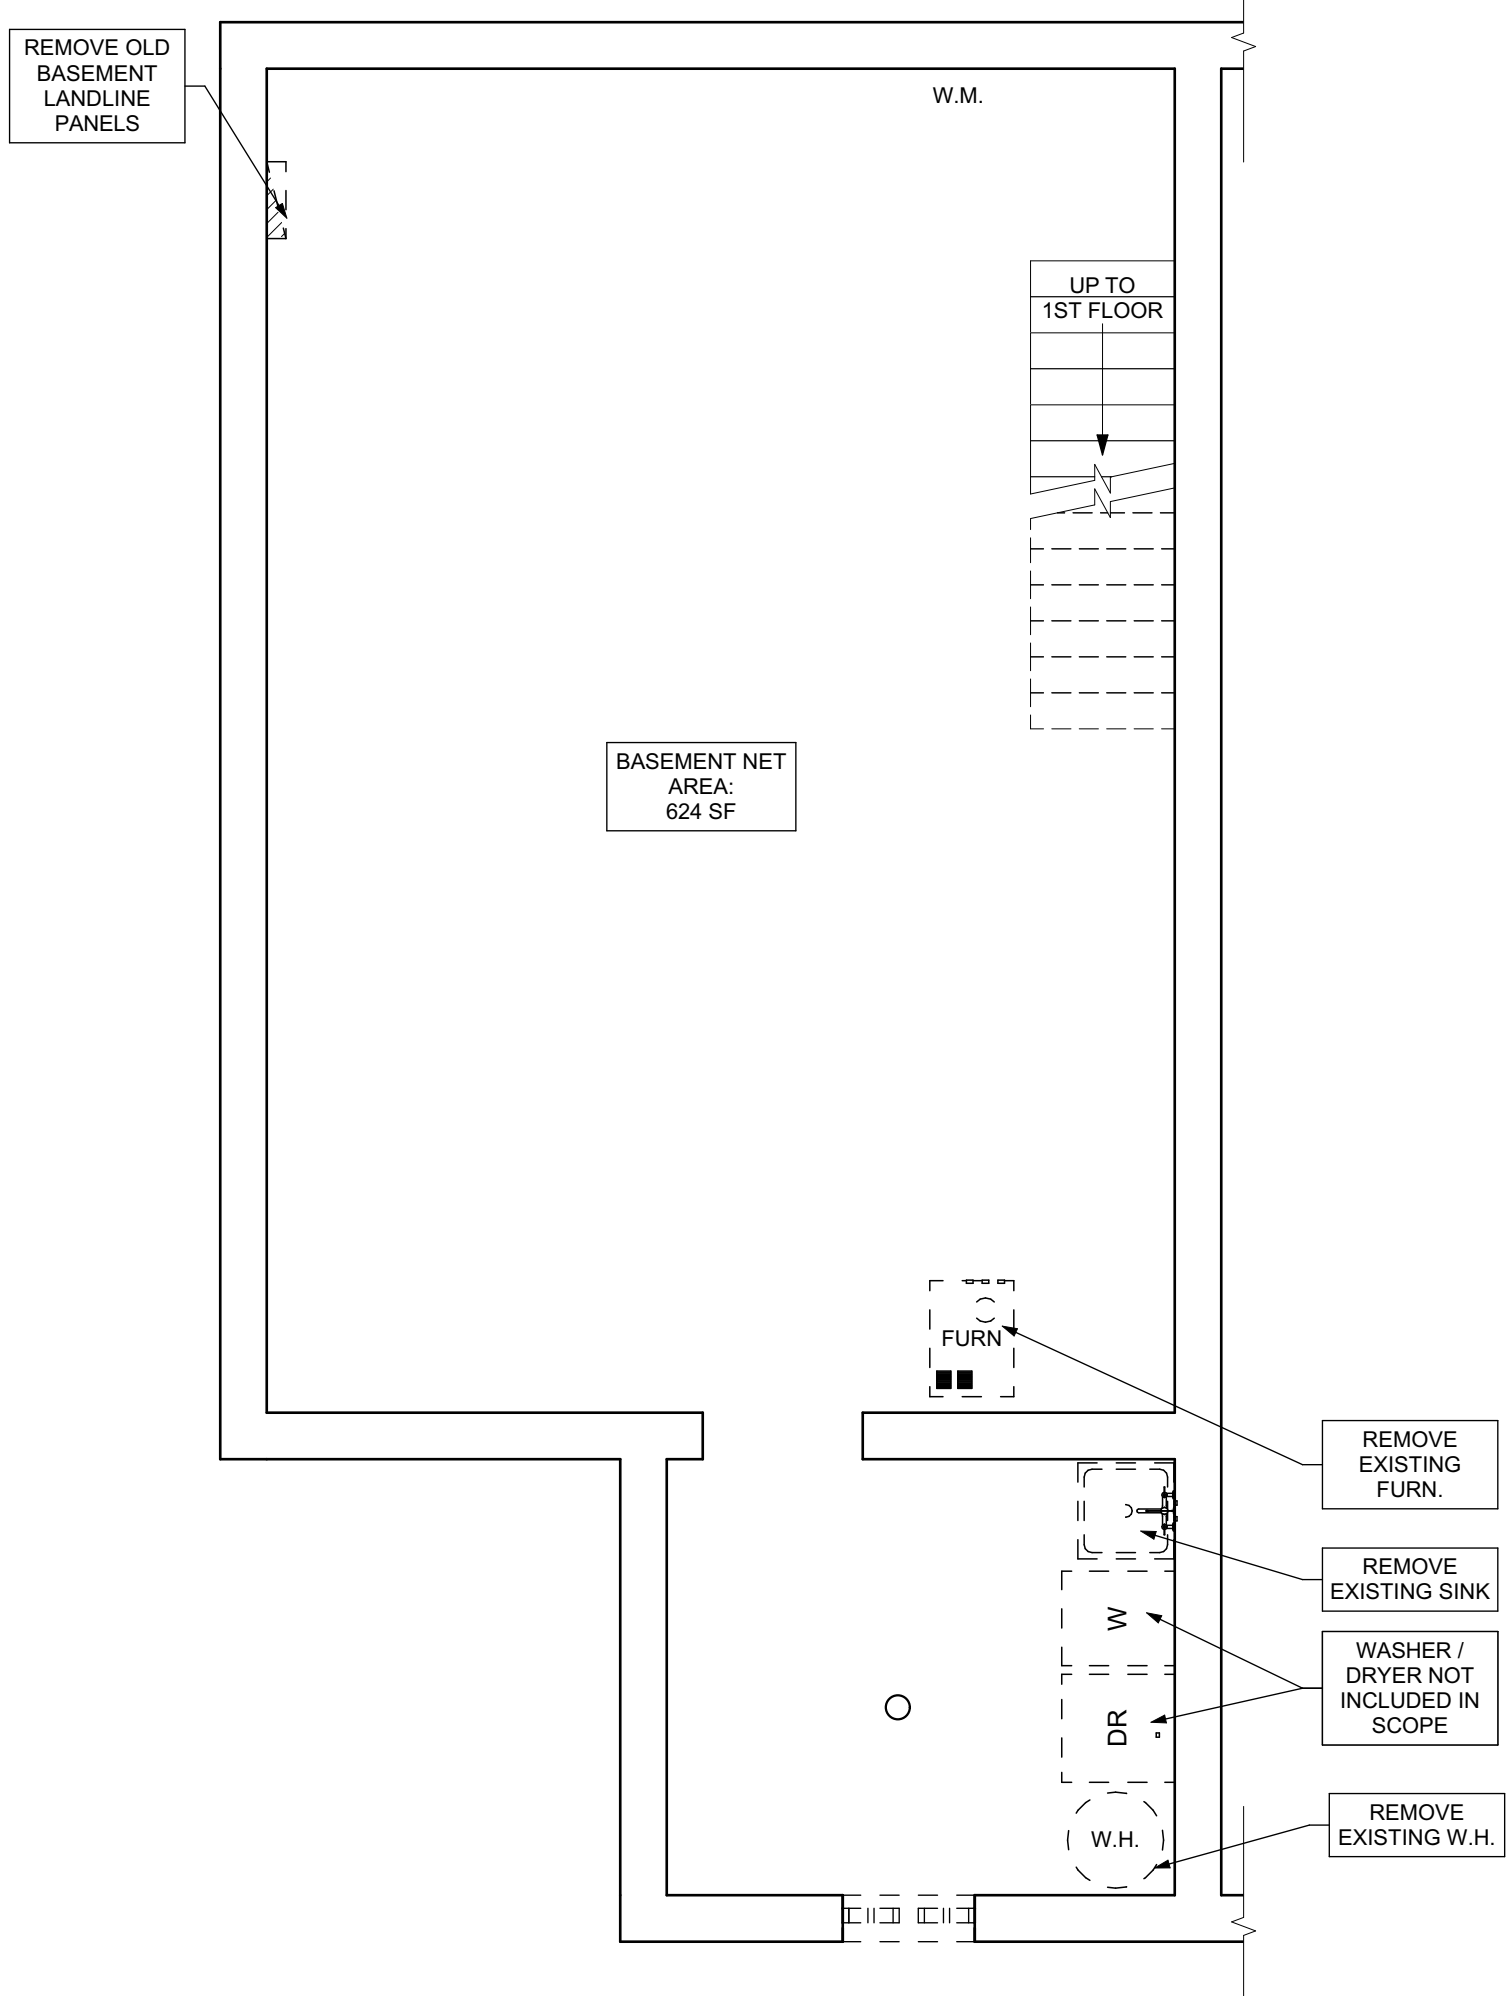 REMOVE OLD
BASEMENT
LANDLINE
PANELS
W.M.
UP TO
1ST FLOOR
BASEMENT NET
AREA:
624 SF
FURN
REMOVE
EXISTING
FURN.
REMOVE
EXISTING SINK
W
WASHER /
DRYER NOT
INCLUDED IN
SCOPE
DR
W.H.
REMOVE
EXISTING W.H.